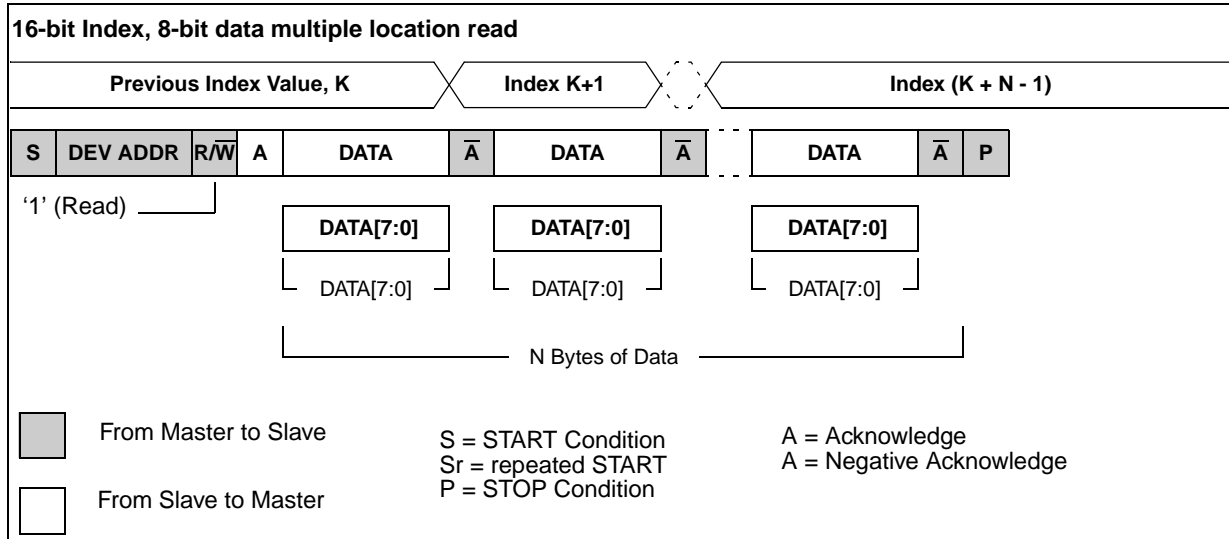 16-bit Index, 8-bit data multiple location read
Previous Index Value, K Index K+1 Index (K + N - 1)
S DEV ADDR R/W̅ A DATA A̅ DATA A̅ DATA A̅ P
‘1’ (Read)
DATA[7:0] DATA[7:0] DATA[7:0]
DATA[7:0] DATA[7:0] DATA[7:0]
N Bytes of Data
From Master to Slave
From Slave to Master
S = START Condition
Sr = repeated START
P = STOP Condition
A = Acknowledge
A = Negative Acknowledge